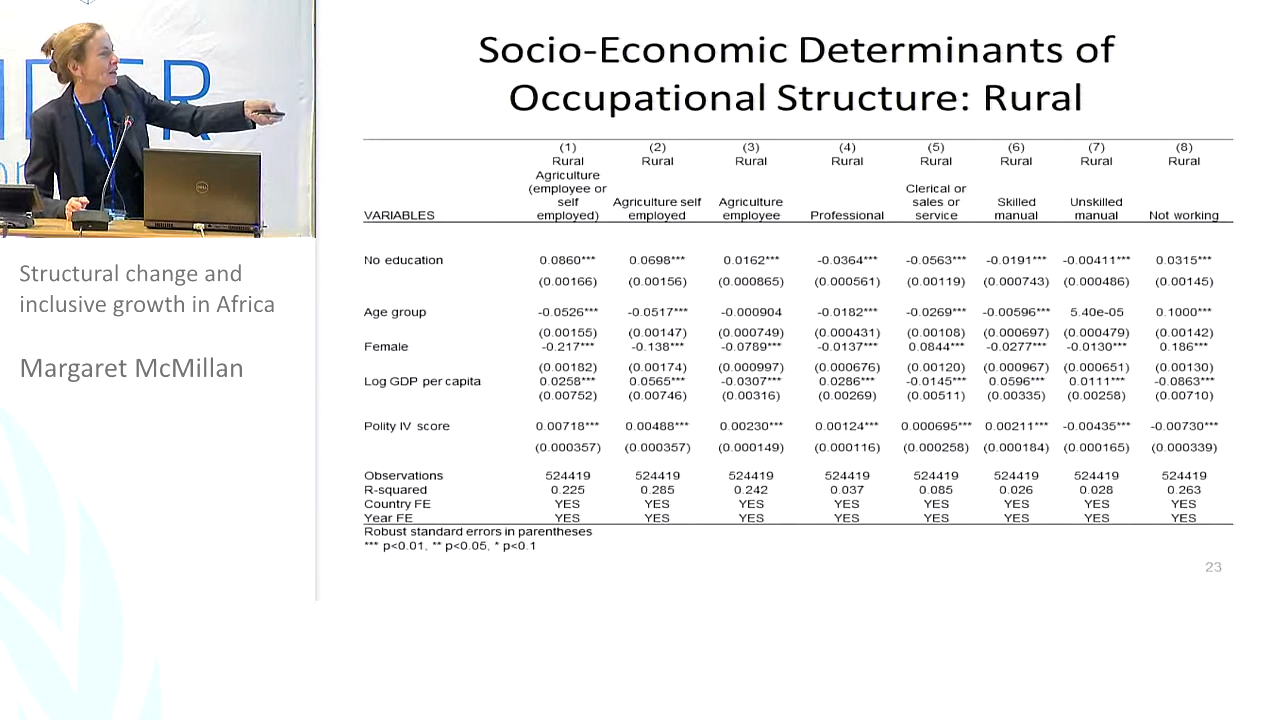 Socio-Economic Determinants of
Occupational Structure: Rural
(1) (2) (3) (4) (5) (6) (7) (8)
Rural Rural Rural Rural Rural Rural Rural Rural
Agriculture
(employee or Clerical or
self Agriculture self Agriculture sales or Skilled Unskilled
VARIABLES employed) employed employee Professional service manual manual Not working
No education 0.0860*** 0.0698*** 0.0162*** -0.0364*** -0.0563*** -0.0191*** -0.00411*** 0.0315***
(0.00166) (0.00156) (0.000865) (0.000561) (0.00119) (0.000743) (0.000486) (0.00145)
Age group -0.0526*** -0.0517*** -0.000904 -0.0182*** -0.0269*** -0.00596*** 5.40e-05 0.1000***
(0.00155) (0.00147) (0.000749) (0.000431) (0.00108) (0.000697) (0.000479) (0.00142)
Female -0.217*** -0.138*** -0.0789*** -0.0137*** 0.0844*** -0.0277*** -0.0130*** 0.186***
(0.00182) (0.00174) (0.000997) (0.000676) (0.00120) (0.000967) (0.000651) (0.00130)
Log GDP per capita 0.0258*** 0.0565*** -0.0307*** 0.0286*** -0.0145*** 0.0596*** 0.0111*** -0.0863***
(0.00752) (0.00746) (0.00316) (0.00269) (0.00511) (0.00335) (0.00258) (0.00710)
Polity IV score 0.00718*** 0.00488*** 0.00230*** 0.00124*** 0.000695*** 0.00211*** -0.00435*** -0.00730***
(0.000357) (0.000357) (0.000149) (0.000116) (0.000258) (0.000184) (0.000165) (0.000339)
Observations 524419 524419 524419 524419 524419 524419 524419 524419
R-squared 0.225 0.285 0.242 0.037 0.085 0.026 0.028 0.263
Country FE YES YES YES YES YES YES YES YES
Year FE YES YES YES YES YES YES YES YES
Robust standard errors in parentheses
*** p<0.01, ** p<0.05, * p<0.1
23
DELL
Structural change and
inclusive growth in Africa
Margaret McMillan